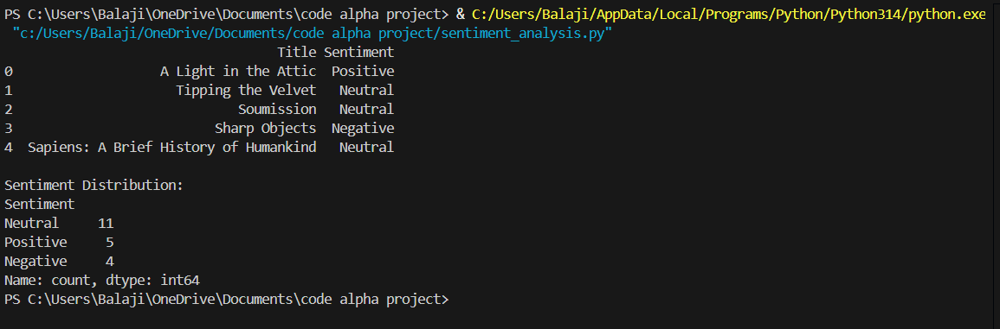 PS C:\Users\Balaji\OneDrive\Documents\code alpha project> & C:/Users/Balaji/AppData/Local/Programs/Python/Python314/python.exe
"c:/Users/Balaji/OneDrive/Documents/code alpha project/sentiment_analysis.py"
Title Sentiment
0 A Light in the Attic Positive
1 Tipping the Velvet Neutral
2 Soumission Neutral
3 Sharp Objects Negative
4 Sapiens: A Brief History of Humankind Neutral
Sentiment Distribution:
Sentiment
Neutral 11
Positive 5
Negative 4
Name: count, dtype: int64
PS C:\Users\Balaji\OneDrive\Documents\code alpha project>